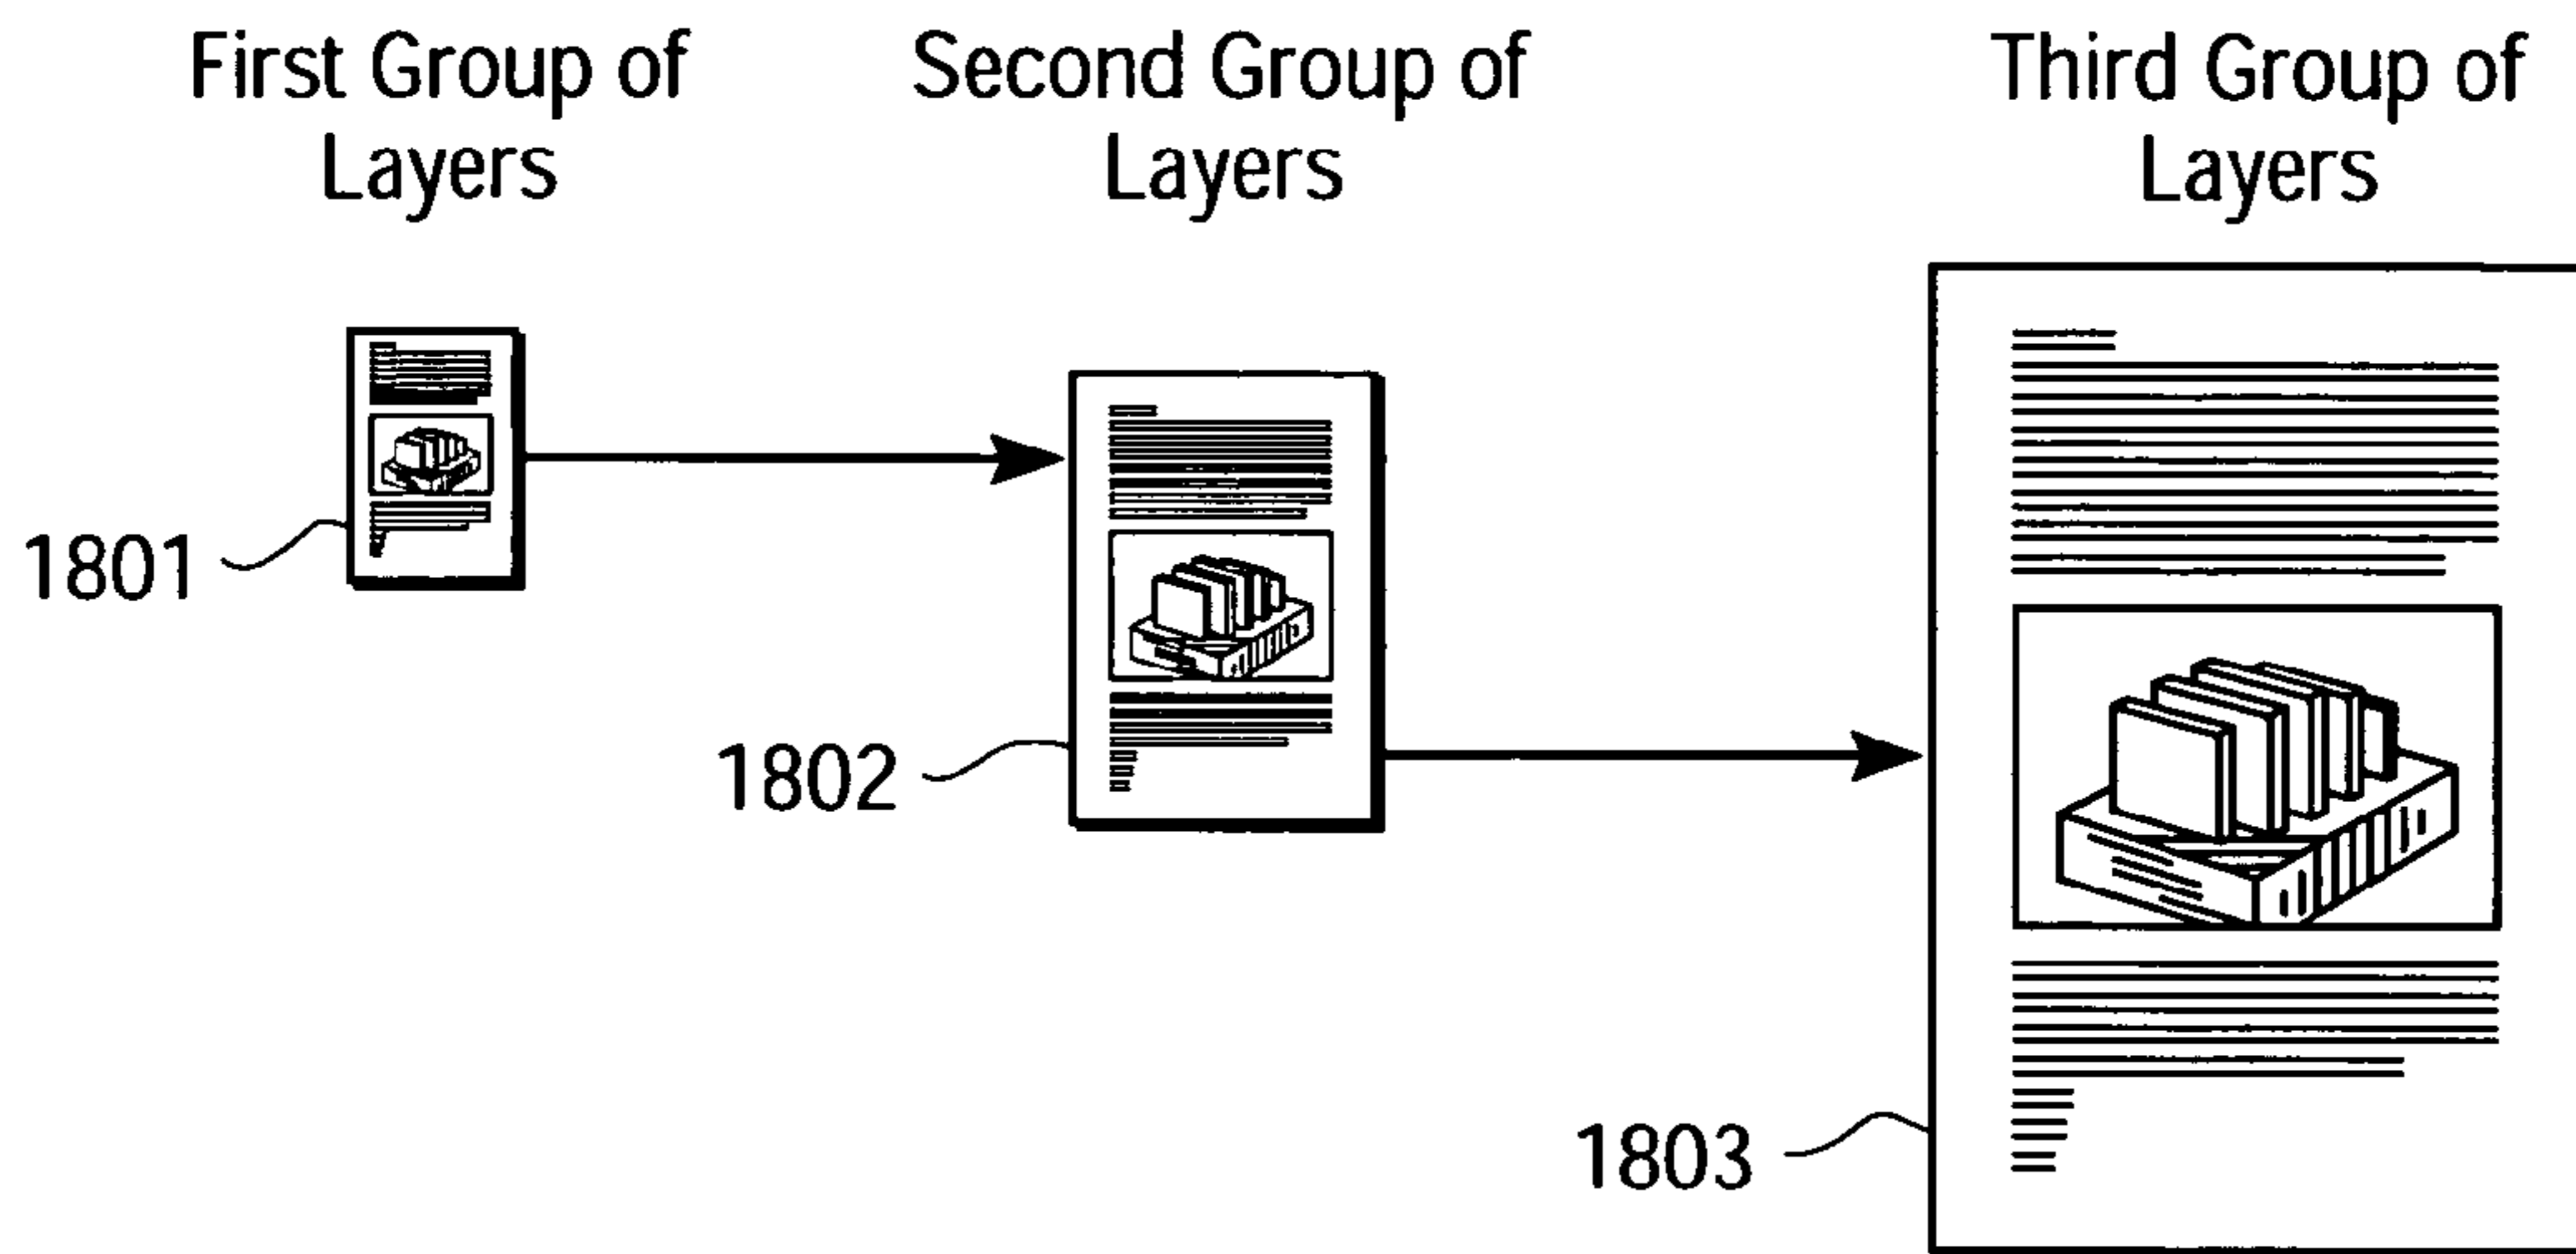 First Group of
Layers
Second Group of
Layers
Third Group of
Layers
1801
1802
1803